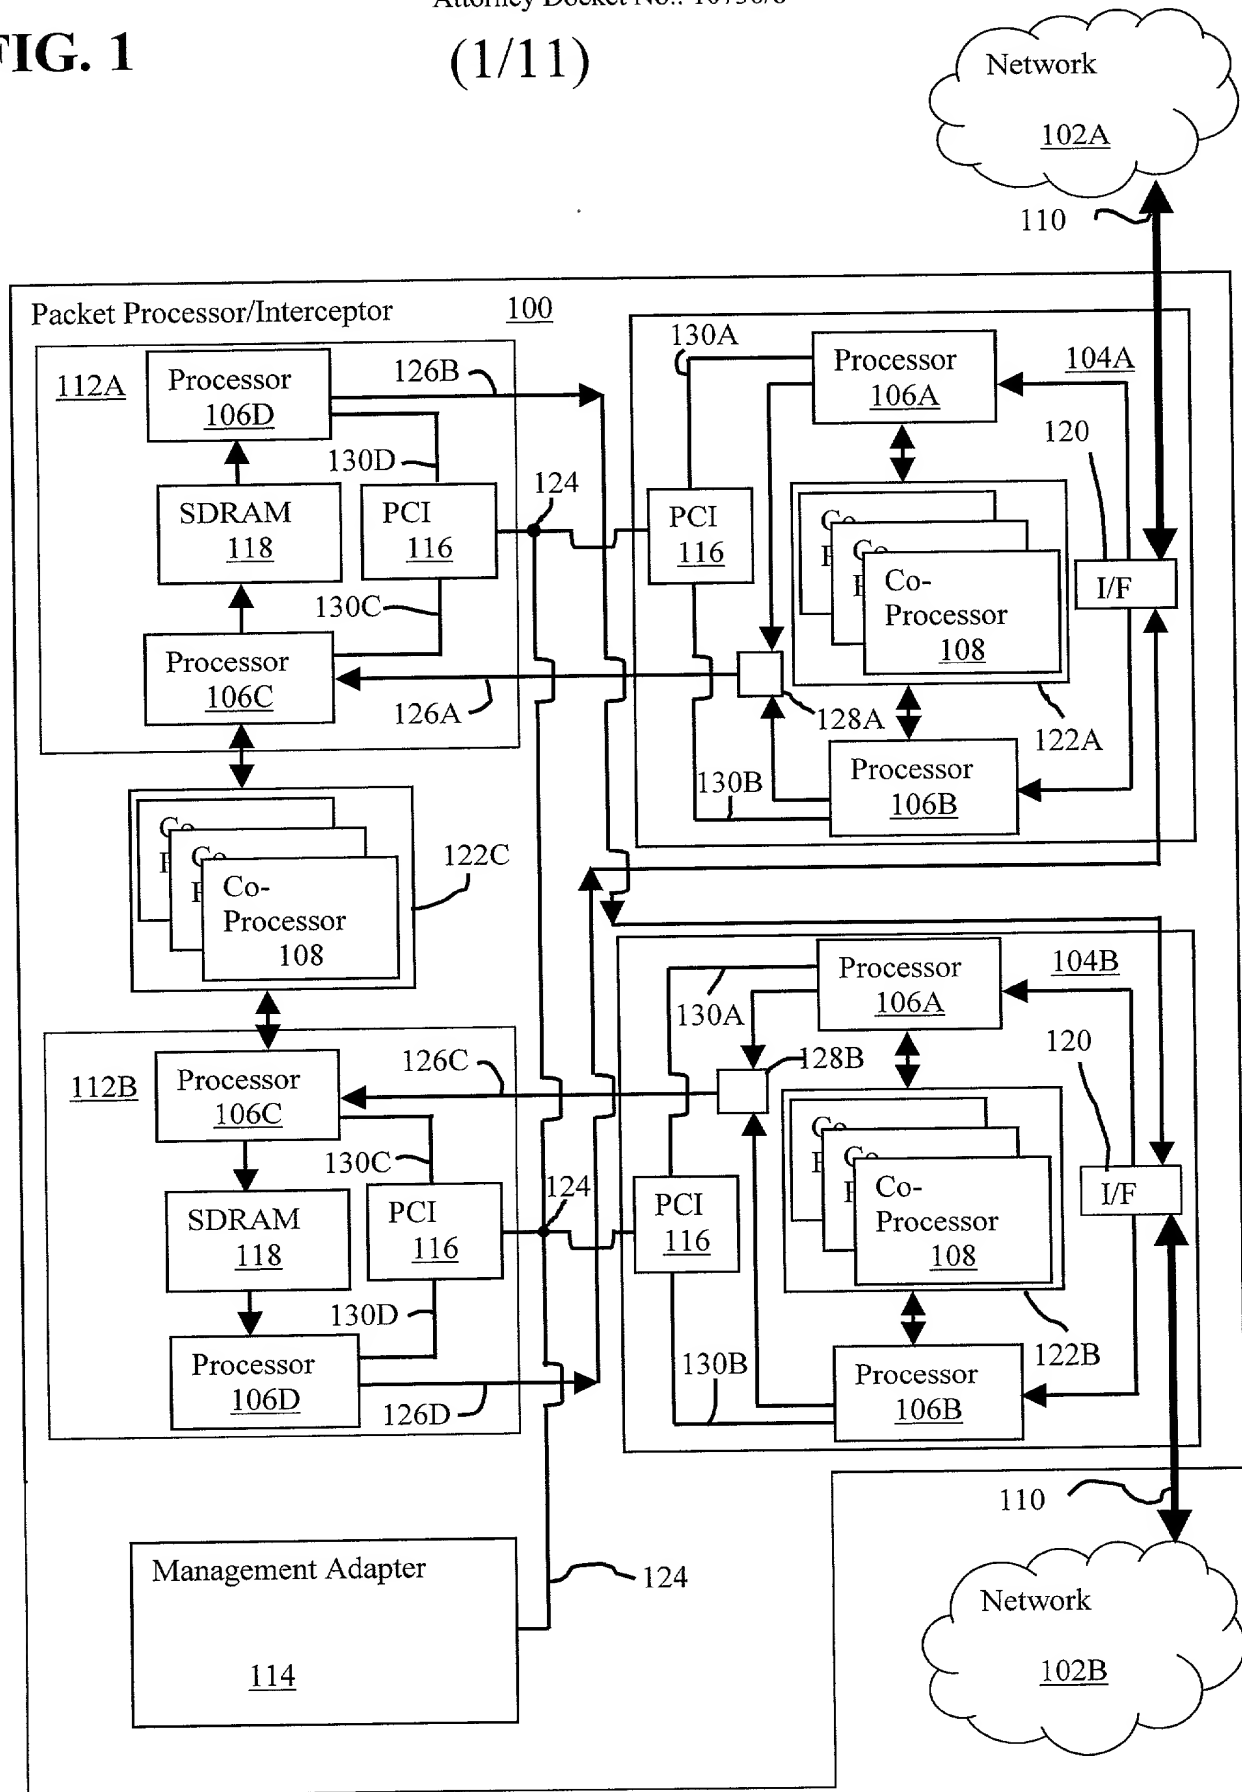 FIG. 1
(1/11)
Network
102A
110
Packet Processor/Interceptor 100
112A
Processor
106D
126B
130D
SDRAM
118
PCI
116
124
130C
Processor
106C
126A
130A
Processor
106A
104A
120
PCI
116
Co-
Processor
108
I/F
128A
122A
130B
Processor
106B
Co-
Processor
108
122C
112B
Processor
106C
126C
130C
SDRAM
118
PCI
116
124
130D
Processor
106D
126D
130A
Processor
106A
104B
120
128B
PCI
116
Co-
Processor
108
I/F
122B
130B
Processor
106B
110
Management Adapter
114
124
Network
102B